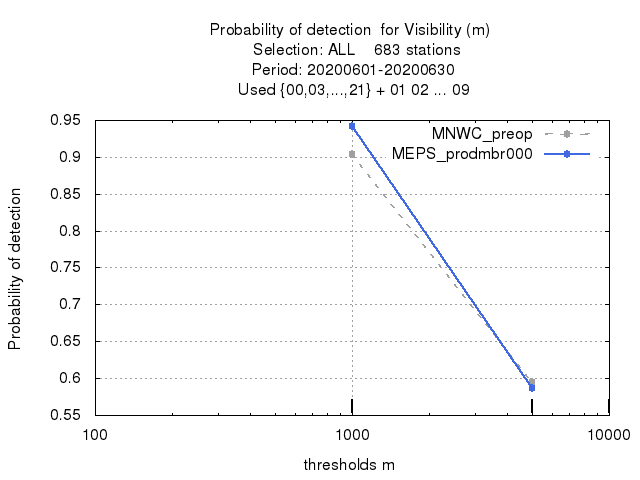 Probability of detection  for Visibility (m)
Selection: ALL    683 stations
Period: 20200601-20200630
Used {00,03,...,21} + 01 02 ... 09
MNWC_preop
MEPS_prodmbr000
0.95
0.9
0.85
0.8
0.75
0.7
0.65
0.6
0.55
Probability of detection
100
1000
10000
thresholds m